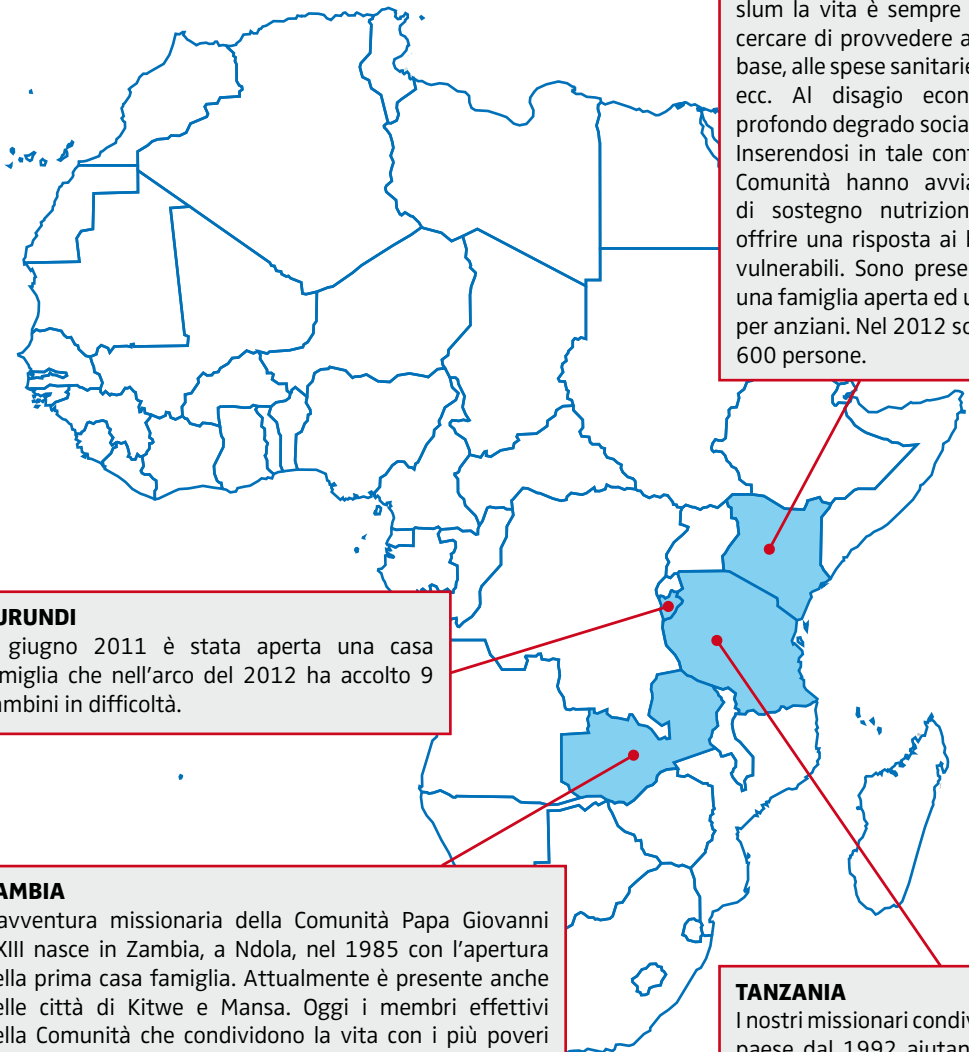 slum la vita è sempre
cercare di provvedere a
base, alle spese sanitarie
ecc. Al disagio econ
profondo degrado socia
Inserendosi in tale con
Comunità hanno avvia
di sostegno nutrizion
offrire una risposta ai
vulnerabili. Sono prese
una famiglia aperta ed u
per anziani. Nel 2012 so
600 persone.
URUNDI
giugno 2011 è stata aperta una casa
miglia che nell'arco del 2012 ha accolto 9
mbini in difficoltà.
AMBIA
avventura missionaria della Comunità Papa Giovanni
XIII nasce in Zambia, a Ndola, nel 1985 con l'apertura
ella prima casa famiglia. Attualmente è presente anche
elle città di Kitwe e Mansa. Oggi i membri effettivi
ella Comunità che condividono la vita con i più poveri
TANZANIA
I nostri missionari condiv
paese dal 1992 aiutan